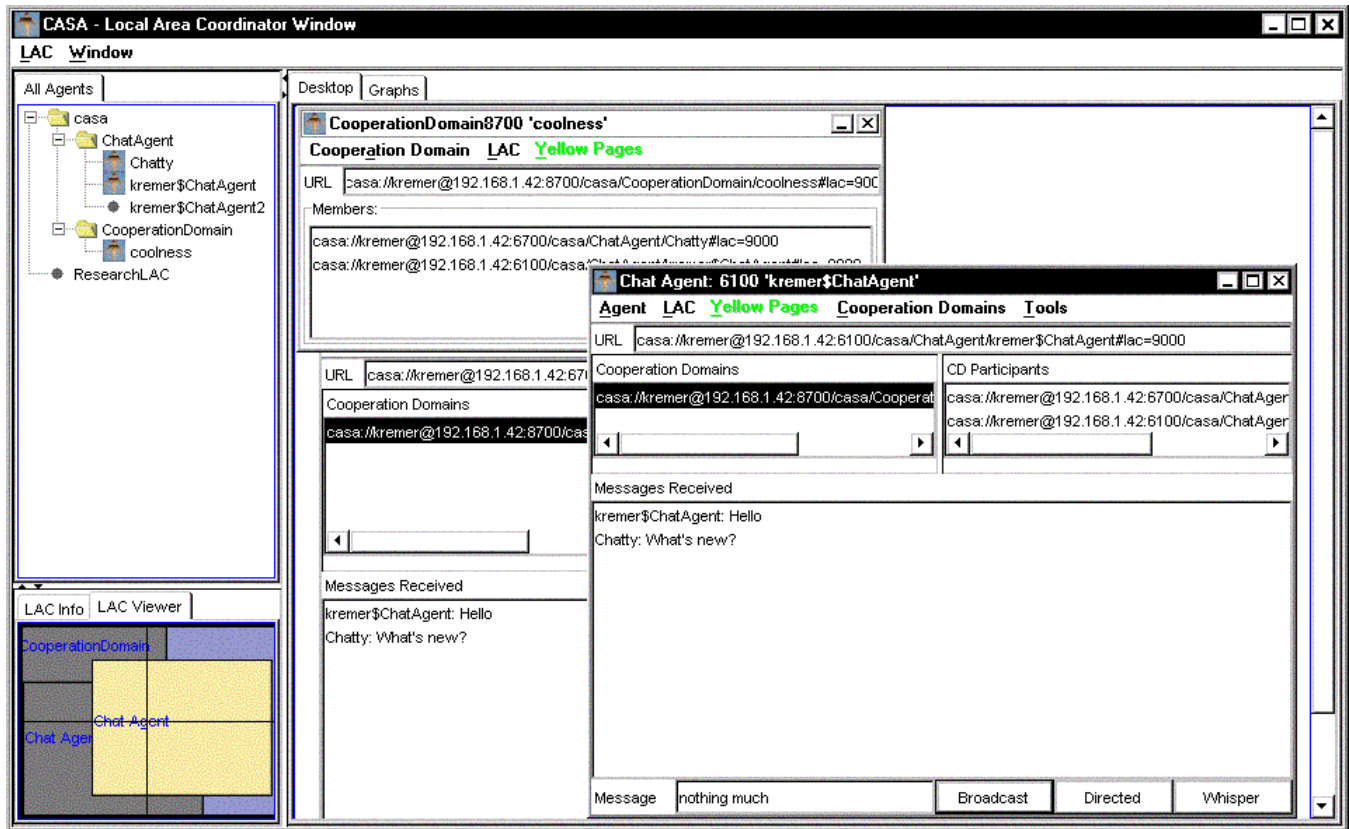 CASA - Local Area Coordinator Window
LAC Window
All Agents
casa
ChatAgent
Chatty
kremer$ChatAgent
kremer$ChatAgent2
CooperationDomain
coolness
ResearchLAC
LAC Info LAC Viewer
CooperationDomain
Chat Agent
Chat Agen
Desktop Graphs
CooperationDomain8700 'coolness'
Cooperation Domain LAC Yellow Pages
URL casa://kremer@192.168.1.42:8700/casa/CooperationDomain/coolness#lac=900
Members:
casa://kremer@192.168.1.42:6700/casa/ChatAgent/Chatty#lac=9000
casa://kremer@192.168.1.42:6100/casa/ChatAgent/kremer$ChatAgent#lac=9000
URL casa://kremer@192.168.1.42:67
Cooperation Domains
casa://kremer@192.168.1.42:8700/cas
Messages Received
kremer$ChatAgent: Hello
Chatty: What's new?
Chat Agent: 6100 'kremer$ChatAgent'
Agent LAC Yellow Pages Cooperation Domains Tools
URL casa://kremer@192.168.1.42:6100/casa/ChatAgent/kremer$ChatAgent#lac=9000
Cooperation Domains
casa://kremer@192.168.1.42:8700/casa/Cooperat
CD Participants
casa://kremer@192.168.1.42:6700/casa/ChatAger
casa://kremer@192.168.1.42:6100/casa/ChatAger
Messages Received
kremer$ChatAgent: Hello
Chatty: What's new?
Message nothing much Broadcast Directed Whisper